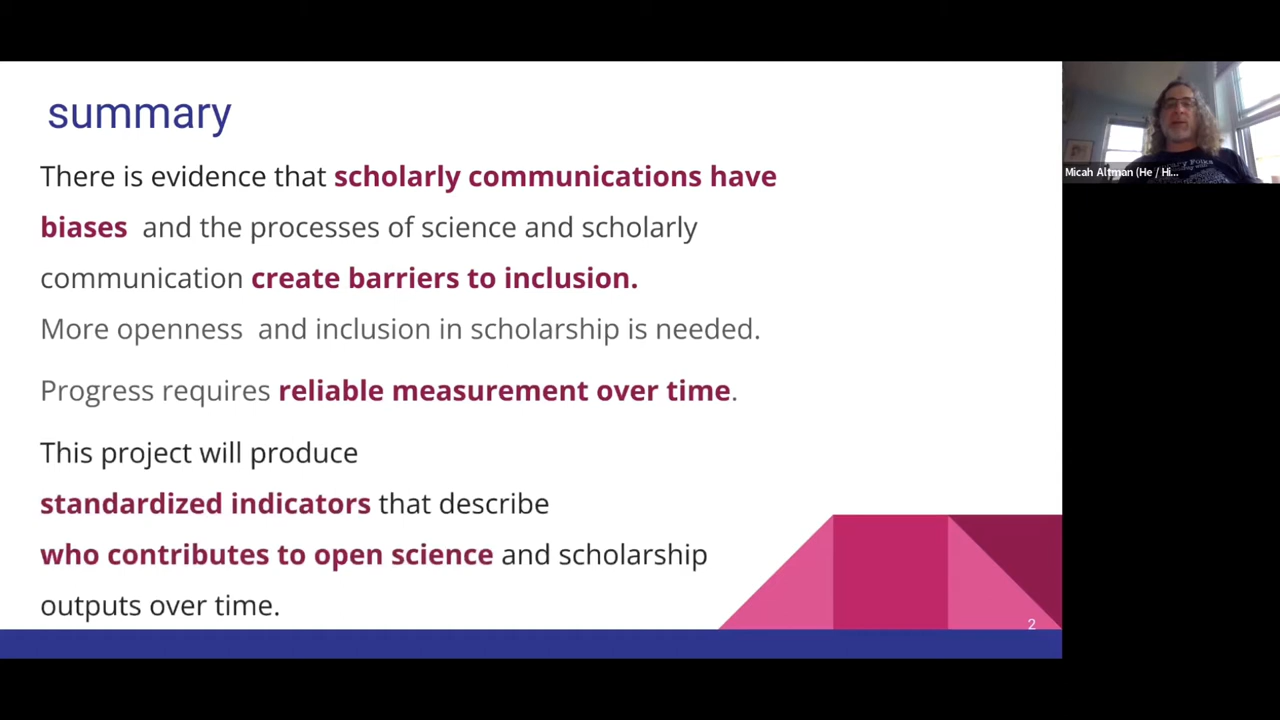 summary
There is evidence that scholarly communications have
biases and the processes of science and scholarly
communication create barriers to inclusion.
More openness and inclusion in scholarship is needed.
Progress requires reliable measurement over time.
This project will produce
standardized indicators that describe
who contributes to open science and scholarship
outputs over time.
2
Micah Altman (He / Hi...